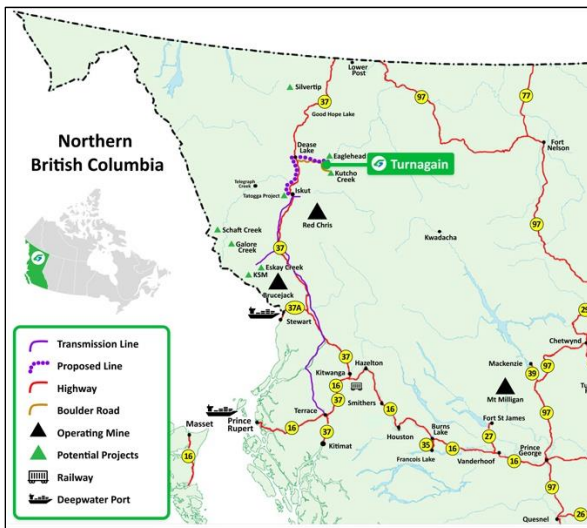 Northern
British Columbia
Transmission Line
Proposed Line
Highway
Boulder Road
Operating Mine
Potential Projects
Railway
Deepwater Port
Lower
Post
Silvertip
37
Good Hope Lake
97
77
Fort
Nelson
Dease
Lake
Eaglehead
Turnagain
Kutcho
Creek
Telegraph
Creek
Tatogga Project
Iskut
Red Chris
97
Kwadacha
Schaft Creek
Galore
Creek
37
Eskay Creek
KSM
Brucejack
37A
Stewart
29
Chetwynd
Mackenzie
97
39
37
Hazelton
Kitwanga
16
37
Smithers
Mt Milligan
Terrace
16
Fort St James
97
Prince
Rupert
16
37
Kitimat
Masset
16
Houston
Burns
Lake
35
Francois Lake
16
27
Vanderhoof
16
Prince
George
97
Quesnel
26